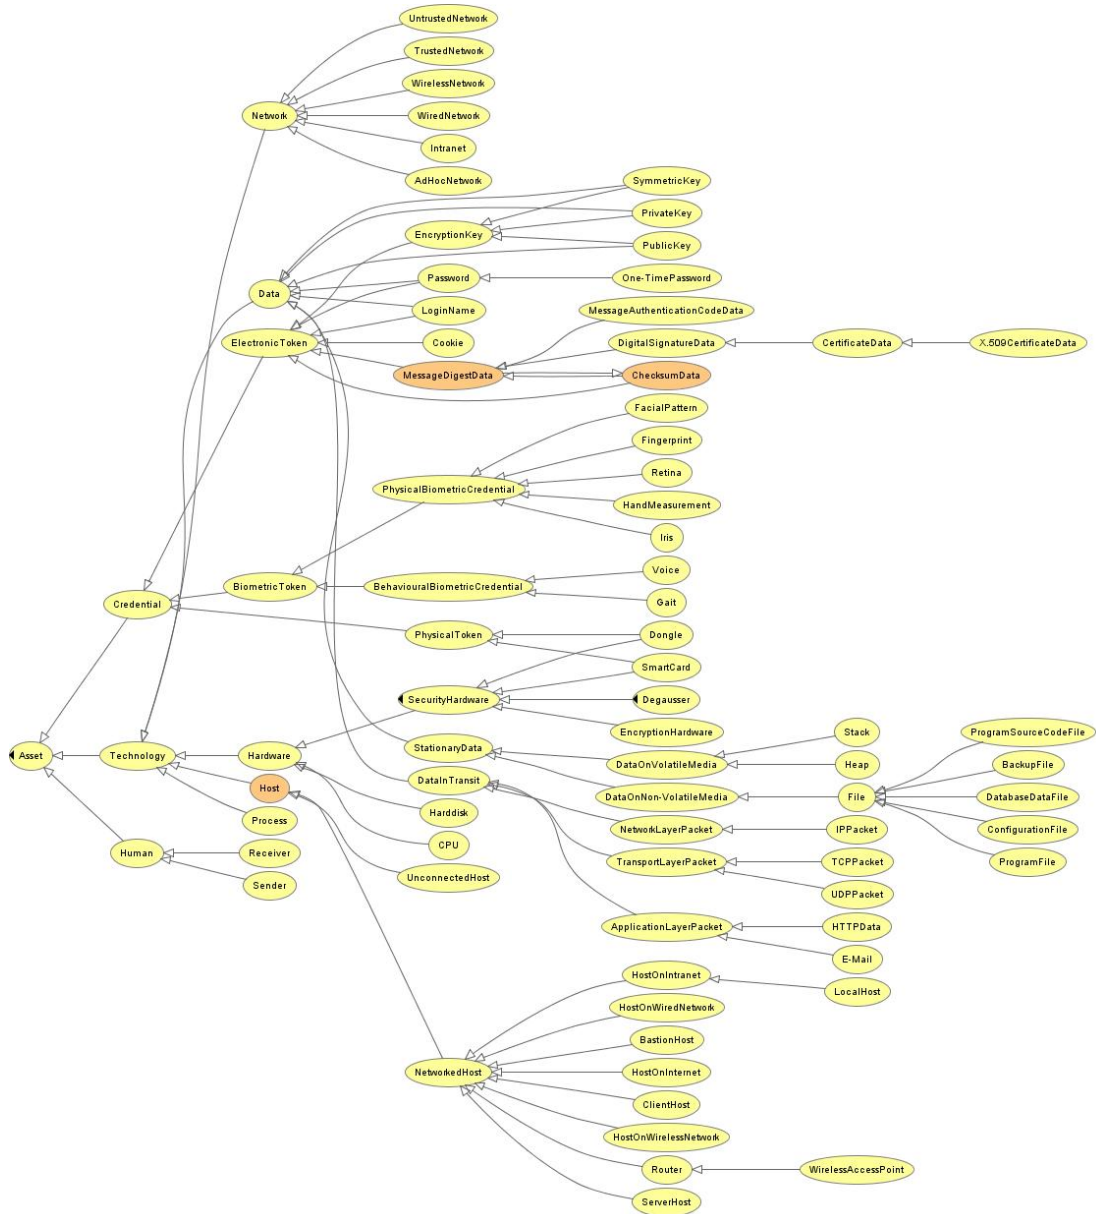 UntrustedNetwork
TrustedNetwork
WirelessNetwork
Network
WiredNetwork
Intranet
AdHocNetwork
SymmetricKey
PrivateKey
EncryptionKey
PublicKey
Password
One-TimePassword
Data
LoginName
MessageAuthenticationCodeData
ElectronicToken
Cookie
DigitalSignatureData
CertificateData
X.509CertificateData
MessageDigestData
ChecksumData
FacialPattern
Fingerprint
Retina
PhysicalBiometricCredential
HandMeasurement
Iris
Voice
BiometricToken
BehaviouralBiometricCredential
Gait
Credential
PhysicalToken
Dongle
SmartCard
SecurityHardware
Degausser
EncryptionHardware
Stack
ProgramSourceCodeFile
StationaryData
Asset
Technology
Hardware
DataOnVolatileMedia
Heap
BackupFile
DataInTransit
Host
DataOnNon-VolatileMedia
File
DatabaseDataFile
Harddisk
Process
NetworkLayerPacket
IPPacket
ConfigurationFile
CPU
Human
Receiver
TransportLayerPacket
TCPPacket
ProgramFile
UnconnectedHost
Sender
UDPPacket
ApplicationLayerPacket
HTTPData
E-Mail
HostOnIntranet
LocalHost
HostOnWiredNetwork
BastionHost
NetworkedHost
HostOnInternet
ClientHost
HostOnWirelessNetwork
Router
WirelessAccessPoint
ServerHost